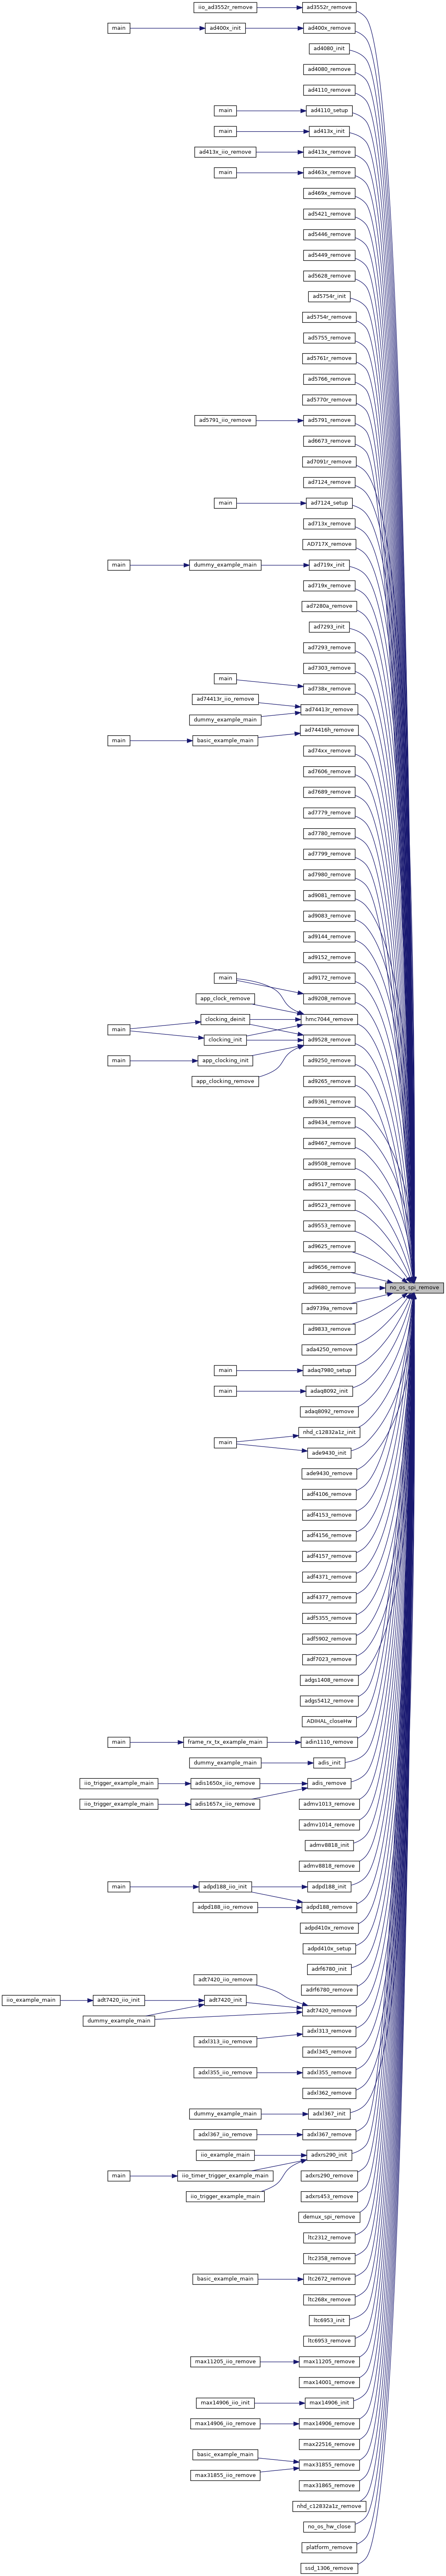 iio_ad3552r_remove ad3552r_remove
main ad400x_init ad400x_remove
ad4080_init
ad4080_remove
ad4110_remove
main ad4110_setup
main ad413x_init
ad413x_iio_remove ad413x_remove
main ad463x_remove
ad469x_remove
ad5421_remove
ad5446_remove
ad5449_remove
ad5628_remove
ad5754r_init
ad5754r_remove
ad5755_remove
ad5761r_remove
ad5766_remove
ad5770r_remove
ad5791_iio_remove ad5791_remove
ad6673_remove
ad7091r_remove
ad7124_remove
main ad7124_setup
ad713x_remove
AD717X_remove
main dummy_example_main ad719x_init
ad719x_remove
ad7280a_remove
ad7293_init
ad7293_remove
ad7303_remove
main ad738x_remove
ad74413r_iio_remove ad74413r_remove
dummy_example_main
main basic_example_main ad74416h_remove
ad74xx_remove
ad7606_remove
ad7689_remove
ad7779_remove
ad7780_remove
ad7799_remove
ad7980_remove
ad9081_remove
ad9083_remove
ad9144_remove
ad9152_remove
main ad9172_remove
app_clock_remove ad9208_remove
main clocking_deinit hmc7044_remove
clocking_init ad9528_remove
main app_clocking_init ad9250_remove
app_clocking_remove ad9265_remove
ad9361_remove
ad9434_remove
ad9467_remove
ad9508_remove
ad9517_remove
ad9523_remove
ad9553_remove
ad9625_remove
ad9656_remove
ad9680_remove no_os_spi_remove
ad9739a_remove
ad9833_remove
ada4250_remove
main adaq7980_setup
main adaq8092_init
adaq8092_remove
main nhd_c12832a1z_init
ade9430_init
ade9430_remove
adf4106_remove
adf4153_remove
adf4156_remove
adf4157_remove
adf4371_remove
adf4377_remove
adf5355_remove
adf5902_remove
adf7023_remove
adgs1408_remove
adgs5412_remove
ADIHAL_closeHw
main frame_rx_tx_example_main adin1110_remove
dummy_example_main adis_init
iio_trigger_example_main adis1650x_iio_remove adis_remove
iio_trigger_example_main adis1657x_iio_remove admv1013_remove
admv1014_remove
admv8818_init
admv8818_remove
main adpd188_iio_init adpd188_init
adpd188_iio_remove adpd188_remove
adpd410x_remove
adpd410x_setup
adrf6780_init
adt7420_iio_remove adrf6780_remove
iio_example_main adt7420_iio_init adt7420_init adt7420_remove
dummy_example_main adxl313_remove
adxl313_iio_remove adxl345_remove
adxl355_iio_remove adxl355_remove
adxl362_remove
dummy_example_main adxl367_init
adxl367_iio_remove adxl367_remove
iio_example_main adxrs290_init
main iio_timer_trigger_example_main adxrs290_remove
iio_trigger_example_main adxrs453_remove
demux_spi_remove
ltc2312_remove
ltc2358_remove
basic_example_main ltc2672_remove
ltc268x_remove
ltc6953_init
ltc6953_remove
max11205_iio_remove max11205_remove
max14001_remove
max14906_iio_init max14906_init
max14906_iio_remove max14906_remove
max22516_remove
basic_example_main max31855_remove
max31855_iio_remove max31865_remove
nhd_c12832a1z_remove
no_os_hw_close
platform_remove
ssd_1306_remove